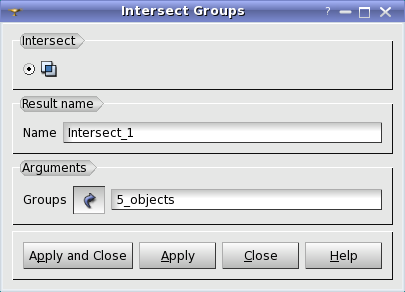 Intersect Groups
Intersect
Result name
Name Intersect_1
Arguments
Groups 5_objects
Apply and Close Apply Close Help